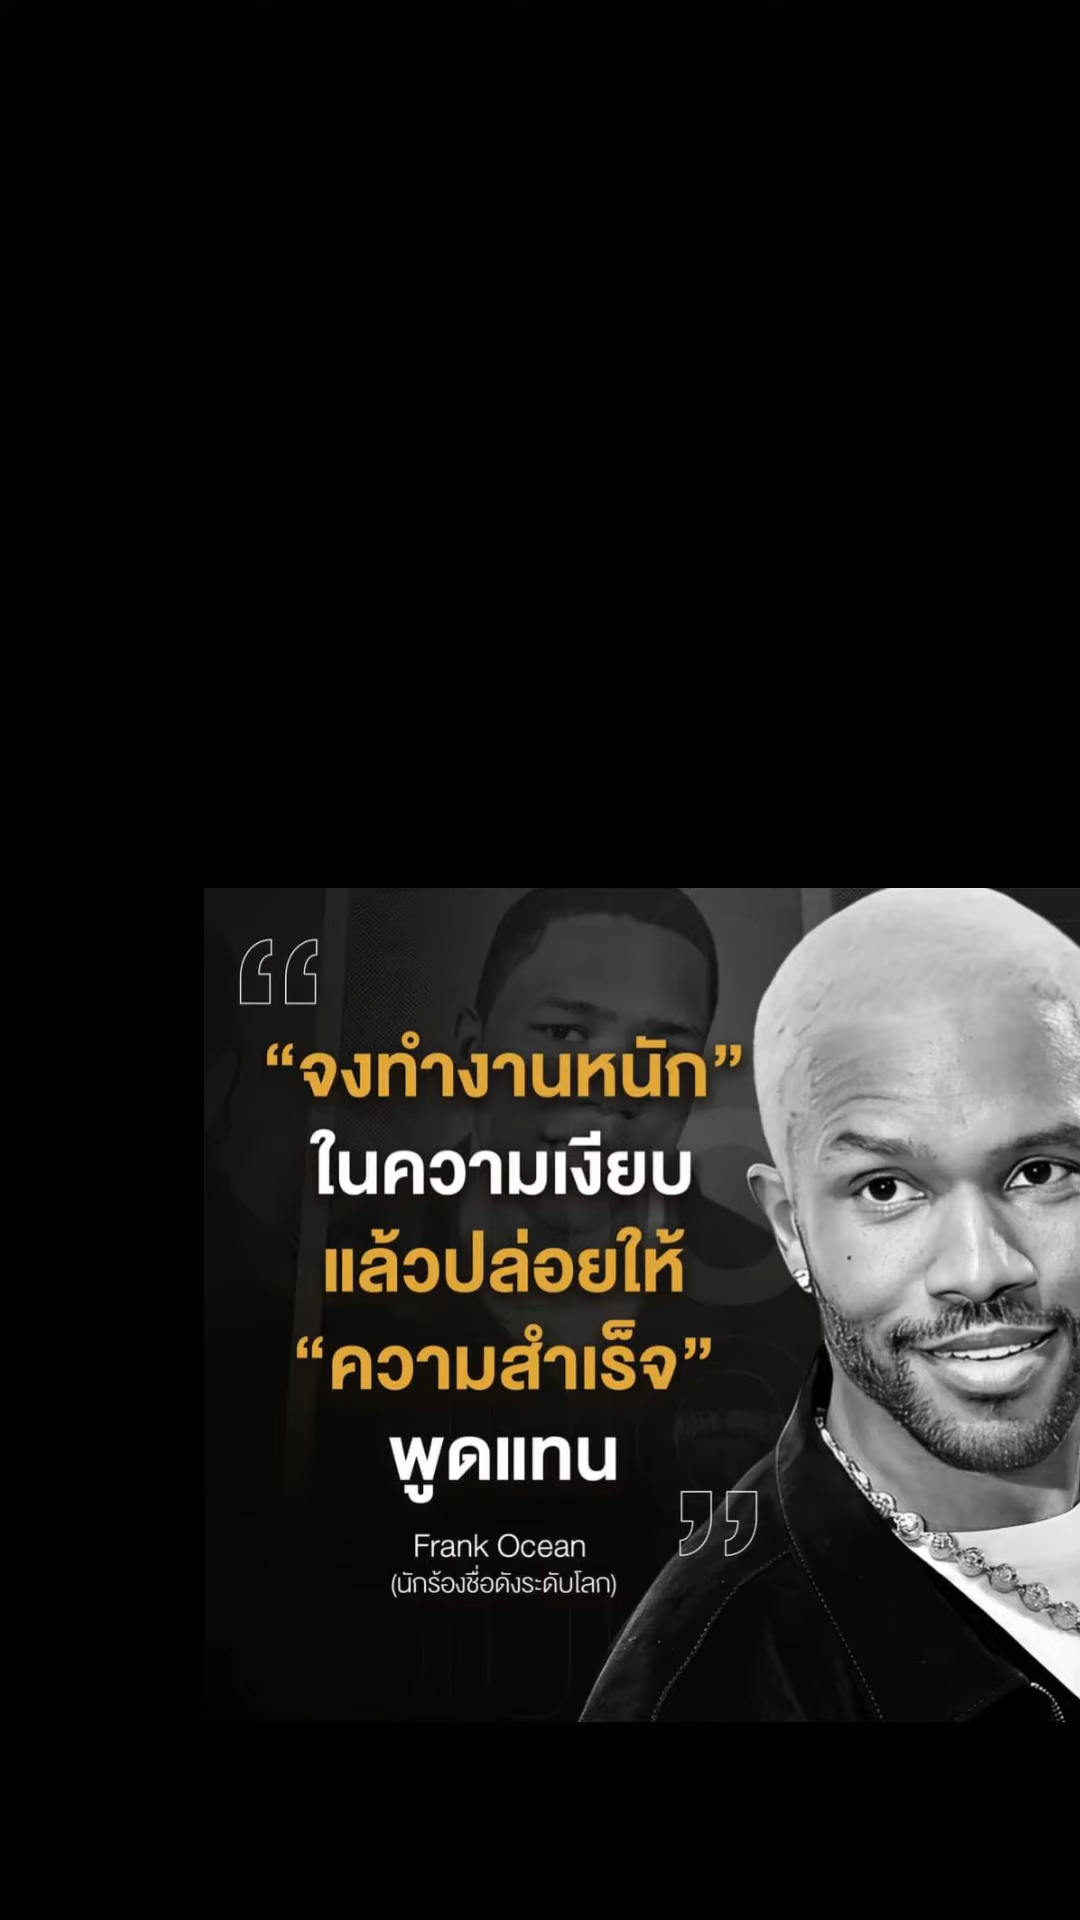 “จงทำงานหนัก”
ในความเงียบ
แล้วปล่อยให้
“ความสำเร็จ”
พูดแทน
Frank Ocean
(นักร้องชื่อดังระดับโลก)